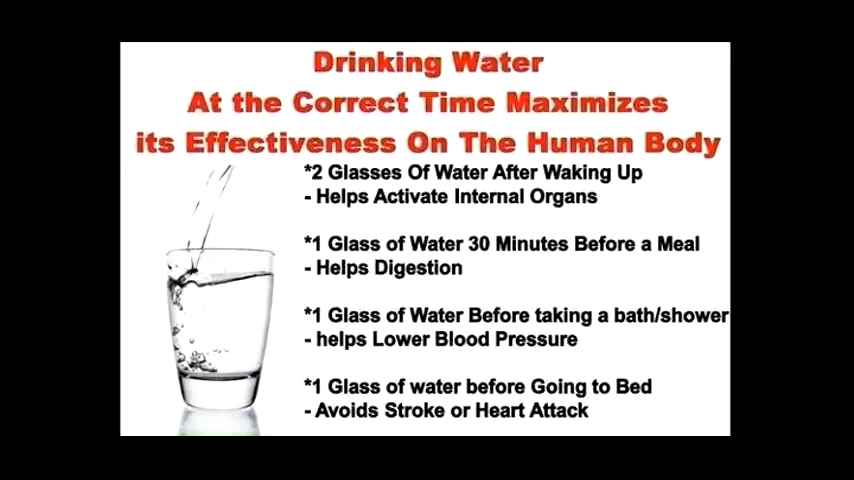 Drinking Water
At the Correct Time Maximizes
its Effectiveness On The Human Body
*2 Glasses Of Water After Waking Up
- Helps Activate Internal Organs
*1 Glass of Water 30 Minutes Before a Meal
- Helps Digestion
*1 Glass of Water Before taking a bath/shower
- helps Lower Blood Pressure
*1 Glass of water before Going to Bed
- Avoids Stroke or Heart Attack